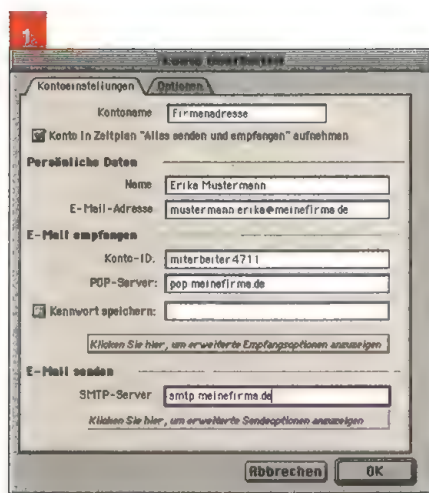 1.
Konto bearbeiten
Kontoeinstellungen Optionen
Kontoname Firmenadresse
Konto in Zeitplan "Alles senden und empfangen" aufnehmen
Persönliche Daten
Name Erika Mustermann
E-Mail-Adresse mustermann.erika@meinefirma.de
E-Mail empfangen
Konto-ID. mitarbeiter4711
POP-Server: pop.meinefirma.de
Kennwort speichern:
Klicken Sie hier, um erweiterte Empfangsoptionen anzuzeigen
E-Mail senden
SMTP-Server smtp.meinefirma.de
Klicken Sie hier, um erweiterte Sendeoptionen anzuzeigen
Abbrechen OK